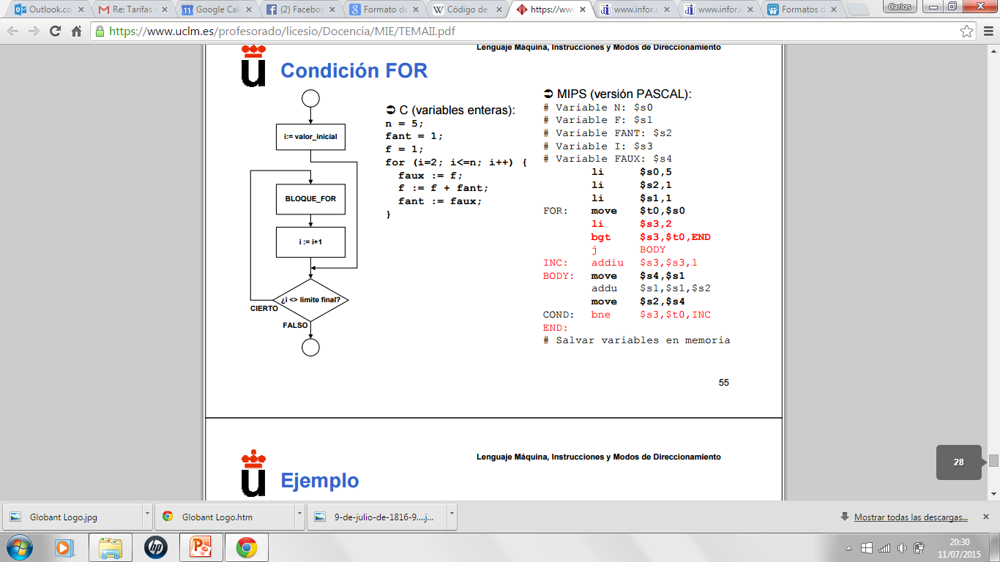 Outlook.co
Re: Tarifas
Google Cal
(2) Faceboo
Formato de
Código de
https://www
www.infor.u
www.infor.u
Formatos d
Carlos
https://www.uclm.es/profesorado/licesio/Docencia/MIE/TEMAII.pdf
Lenguaje Máquina, Instrucciones y Modos de Direccionamiento
u Condición FOR
i:= valor_inicial
BLOQUE_FOR
i := i+1
¿i <> limite final?
CIERTO
FALSO
➲ C (variables enteras):
n = 5;
fant = 1;
f = 1;
for (i=2; i<=n; i++) {
faux := f;
f := f + fant;
fant := faux;
}
➲ MIPS (versión PASCAL):
# Variable N: $s0
# Variable F: $s1
# Variable FANT: $s2
# Variable I: $s3
# Variable FAUX: $s4
li $s0,5
li $s2,1
li $s1,1
FOR: move $t0,$s0
li $s3,2
bgt $s3,$t0,END
j BODY
INC: addiu $s3,$s3,1
BODY: move $s4,$s1
addu $s1,$s1,$s2
move $s2,$s4
COND: bne $s3,$t0,INC
END:
# Salvar variables en memoria
55
Lenguaje Máquina, Instrucciones y Modos de Direccionamiento
u Ejemplo
28
Globant Logo.jpg
Globant Logo.htm
9-de-julio-de-1816-9....j...
Mostrar todas las descargas...
hp
20:30
11/07/2015